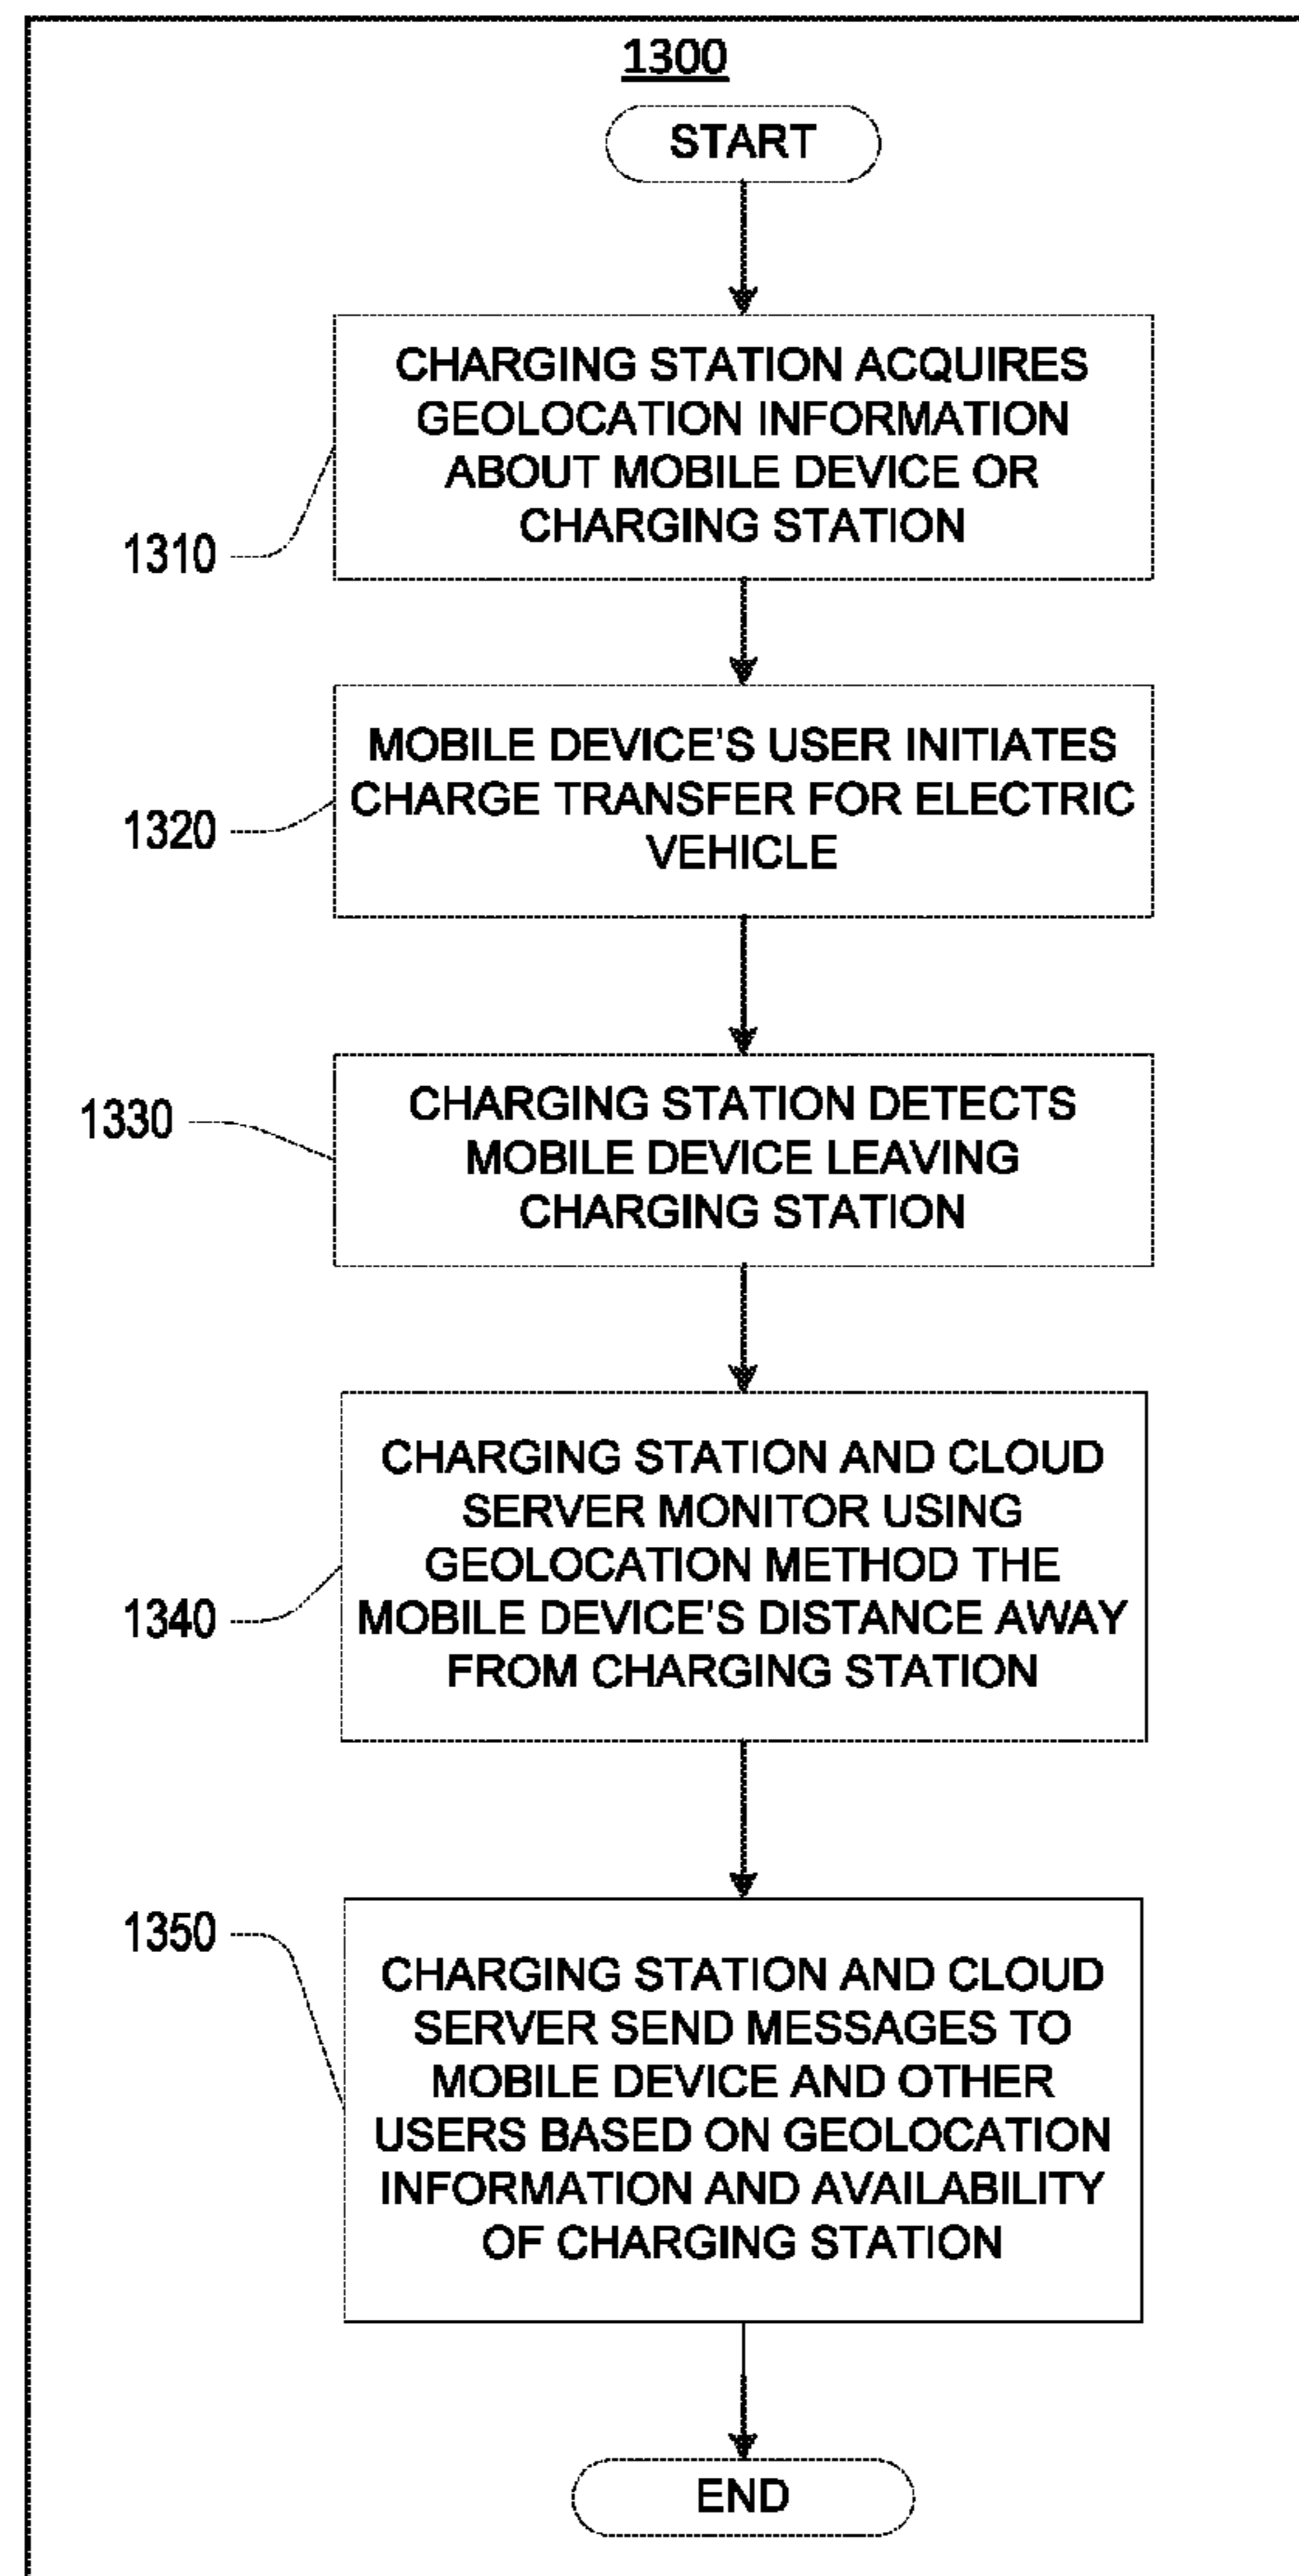 1300
START
CHARGING STATION ACQUIRES
GEOLOCATION INFORMATION
ABOUT MOBILE DEVICE OR
CHARGING STATION
1310
MOBILE DEVICE'S USER INITIATES
CHARGE TRANSFER FOR ELECTRIC
VEHICLE
1320
CHARGING STATION DETECTS
MOBILE DEVICE LEAVING
CHARGING STATION
1330
CHARGING STATION AND CLOUD
SERVER MONITOR USING
GEOLOCATION METHOD THE
MOBILE DEVICE'S DISTANCE AWAY
FROM CHARGING STATION
1340
CHARGING STATION AND CLOUD
SERVER SEND MESSAGES TO
MOBILE DEVICE AND OTHER
USERS BASED ON GEOLOCATION
INFORMATION AND AVAILABILITY
OF CHARGING STATION
1350
END